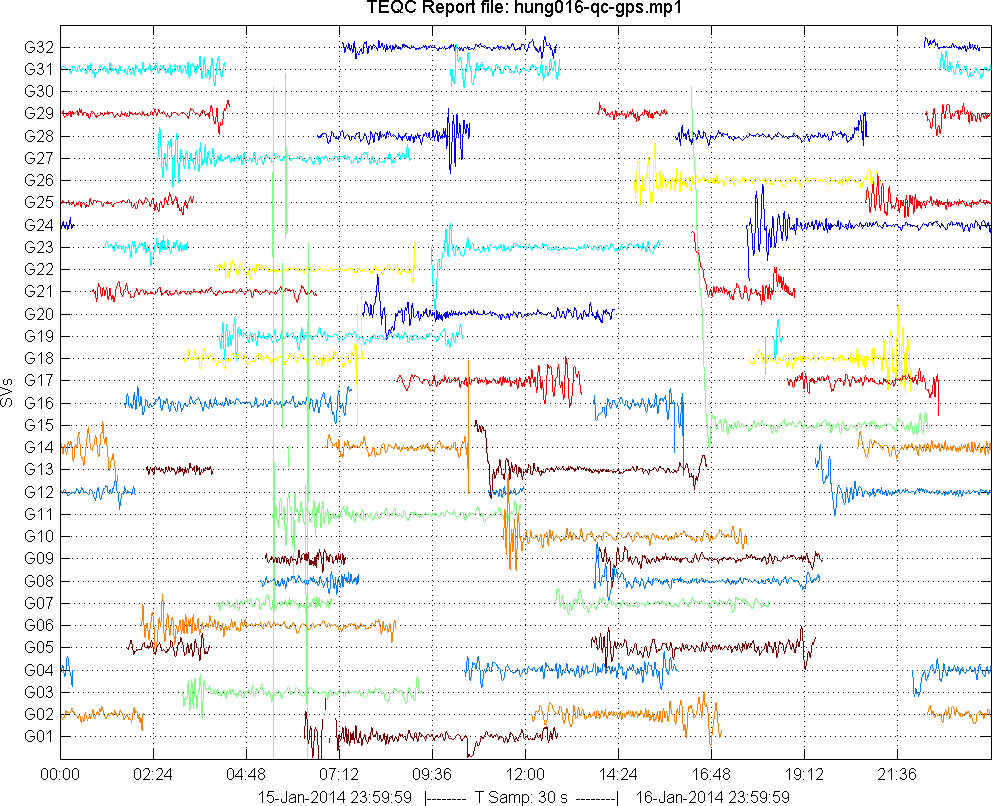 TEQC Report file: hung016-qc-gps.mp1
SVs
G32
G31
G30
G29
G28
G27
G26
G25
G24
G23
G22
G21
G20
G19
G18
G17
G16
G15
G14
G13
G12
G11
G10
G09
G08
G07
G06
G05
G04
G03
G02
G01
00:00 02:24 04:48 07:12 09:36 12:00 14:24 16:48 19:12 21:36
15-Jan-2014 23:59:59 |-------- T Samp: 30 s --------| 16-Jan-2014 23:59:59